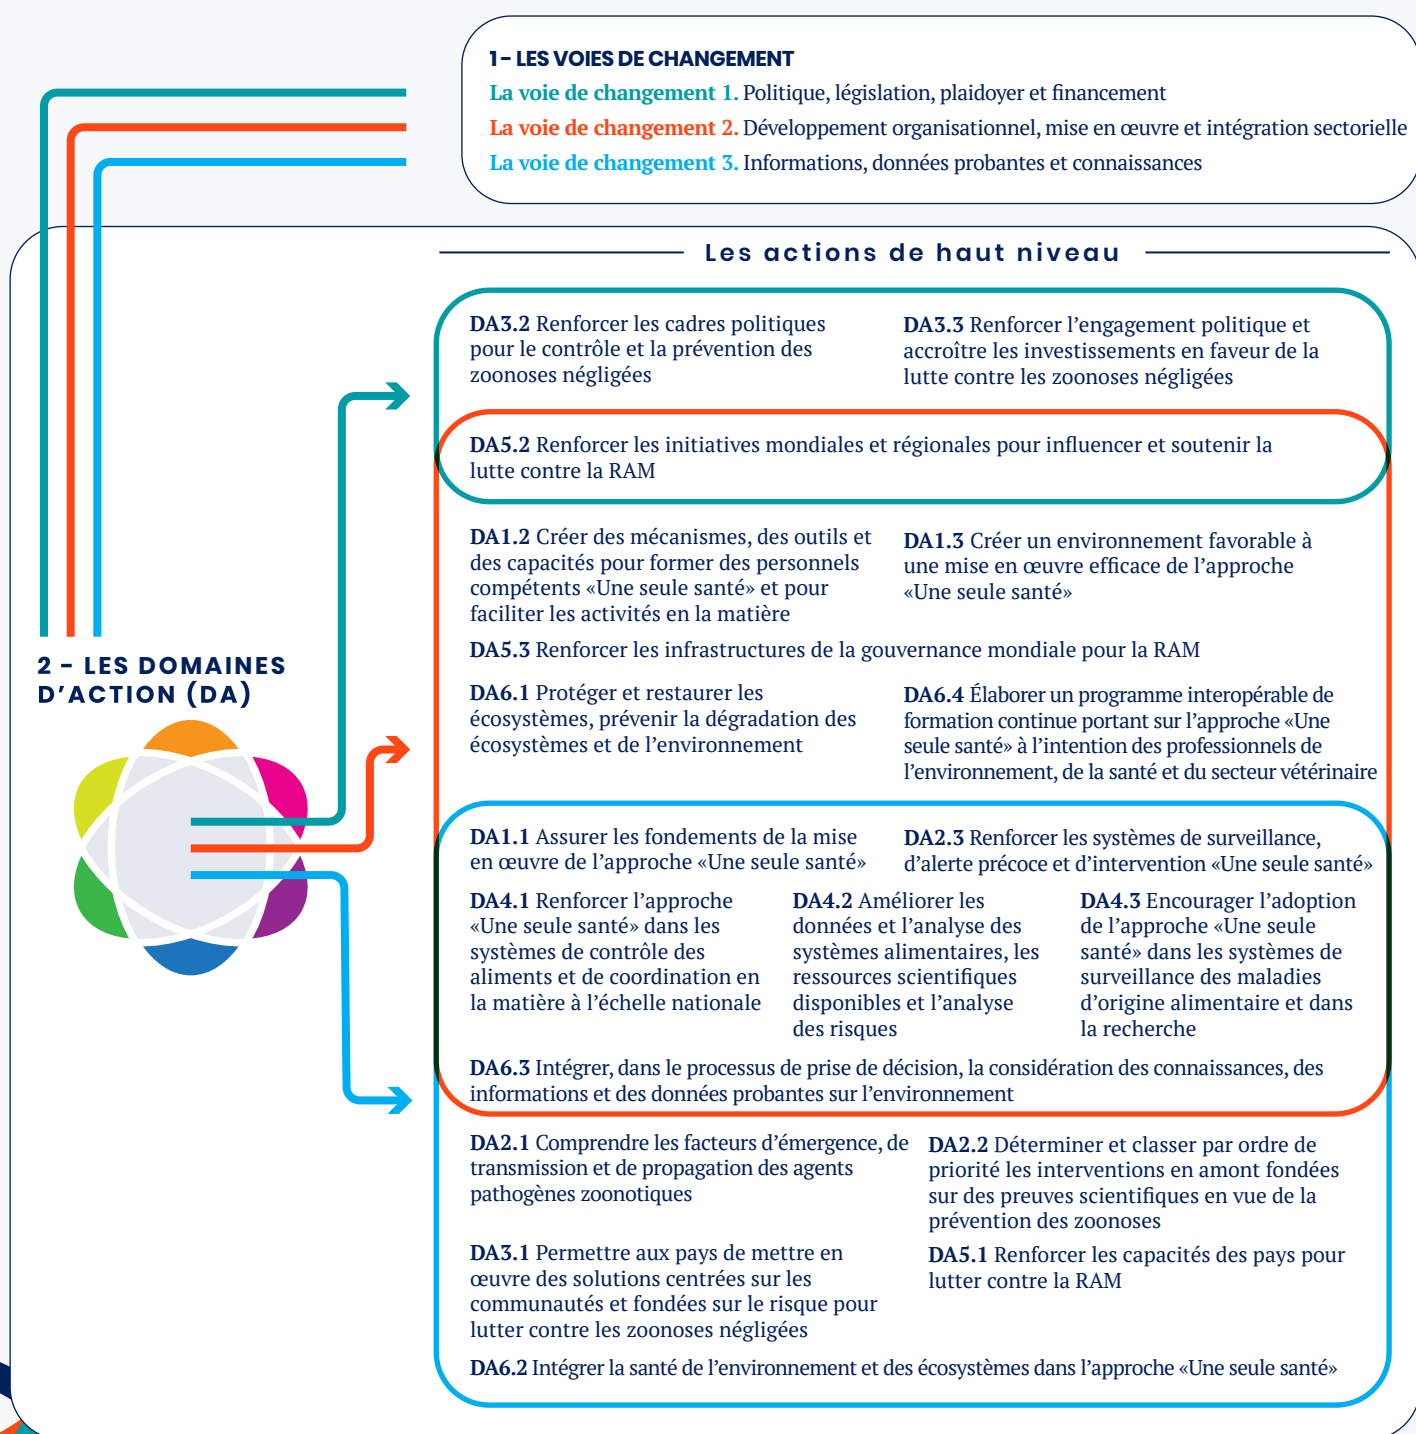 1 - LES VOIES DE CHANGEMENT
La voie de changement 1. Politique, législation, plaidoyer et financement
La voie de changement 2. Développement organisationnel, mise en œuvre et intégration sectorielle
La voie de changement 3. Informations, données probantes et connaissances
Les actions de haut niveau
DA3.2 Renforcer les cadres politiques
pour le contrôle et la prévention des
zoonoses négligées
DA3.3 Renforcer l’engagement politique et
accroître les investissements en faveur de la
lutte contre les zoonoses négligées
DA5.2 Renforcer les initiatives mondiales et régionales pour influencer et soutenir la
lutte contre la RAM
DA1.2 Créer des mécanismes, des outils et
des capacités pour former des personnels
compétents «Une seule santé» et pour
faciliter les activités en la matière
DA1.3 Créer un environnement favorable à
une mise en œuvre efficace de l’approche
«Une seule santé»
DA5.3 Renforcer les infrastructures de la gouvernance mondiale pour la RAM
2 - LES DOMAINES
D’ACTION (DA)
DA6.1 Protéger et restaurer les
écosystèmes, prévenir la dégradation des
écosystèmes et de l’environnement
DA6.4 Élaborer un programme interopérable de
formation continue portant sur l’approche «Une
seule santé» à l’intention des professionnels de
l’environnement, de la santé et du secteur vétérinaire
DA1.1 Assurer les fondements de la mise
en œuvre de l’approche «Une seule santé»
DA2.3 Renforcer les systèmes de surveillance,
d’alerte précoce et d’intervention «Une seule santé»
DA4.1 Renforcer l’approche
«Une seule santé» dans les
systèmes de contrôle des
aliments et de coordination en
la matière à l’échelle nationale
DA4.2 Améliorer les
données et l’analyse des
systèmes alimentaires, les
ressources scientifiques
disponibles et l’analyse
des risques
DA4.3 Encourager l’adoption
de l’approche «Une seule
santé» dans les systèmes de
surveillance des maladies
d’origine alimentaire et dans
la recherche
DA6.3 Intégrer, dans le processus de prise de décision, la considération des connaissances, des
informations et des données probantes sur l’environnement
DA2.1 Comprendre les facteurs d’émergence, de
transmission et de propagation des agents
pathogènes zoonotiques
DA2.2 Déterminer et classer par ordre de
priorité les interventions en amont fondées
sur des preuves scientifiques en vue de la
prévention des zoonoses
DA3.1 Permettre aux pays de mettre en
œuvre des solutions centrées sur les
communautés et fondées sur le risque pour
lutter contre les zoonoses négligées
DA5.1 Renforcer les capacités des pays pour
lutter contre la RAM
DA6.2 Intégrer la santé de l’environnement et des écosystèmes dans l’approche «Une seule santé»